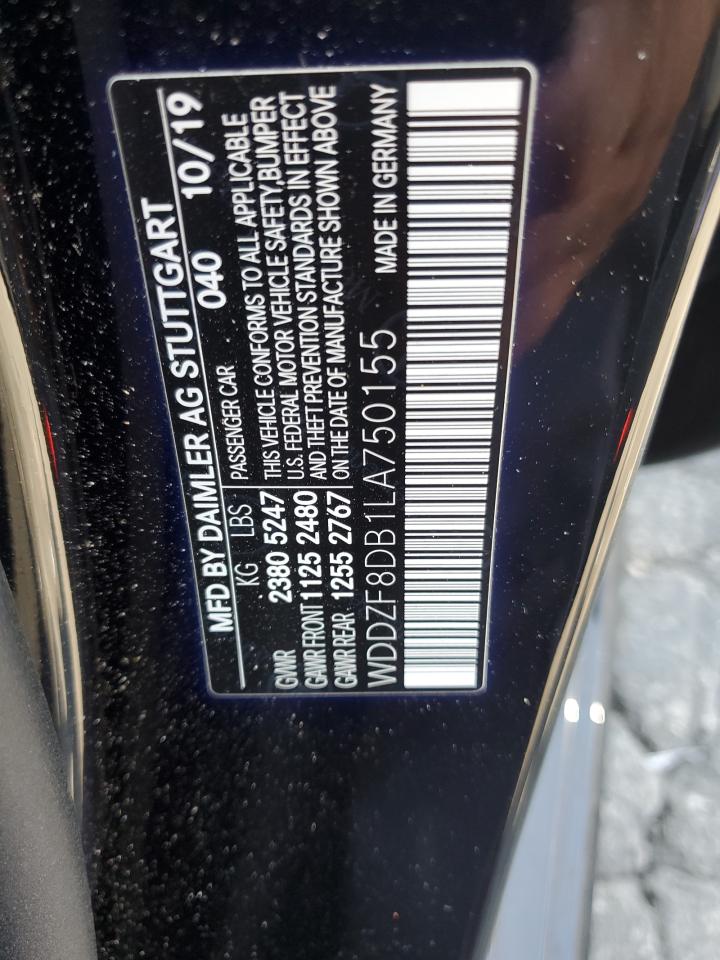 MFD BY DAIMLER AG STUTTGART
040 10/19
KG LBS
GWR 2380 5247
GAWR FRONT 1125 2480
GAWR REAR 1255 2767
PASSENGER CAR
THIS VEHICLE CONFORMS TO ALL APPLICABLE
U.S. FEDERAL MOTOR VEHICLE SAFETY,BUMPER
AND THEFT PREVENTION STANDARDS IN EFFECT
ON THE DATE OF MANUFACTURE SHOWN ABOVE
WDDZF8DB1LA750155 MADE IN GERMANY